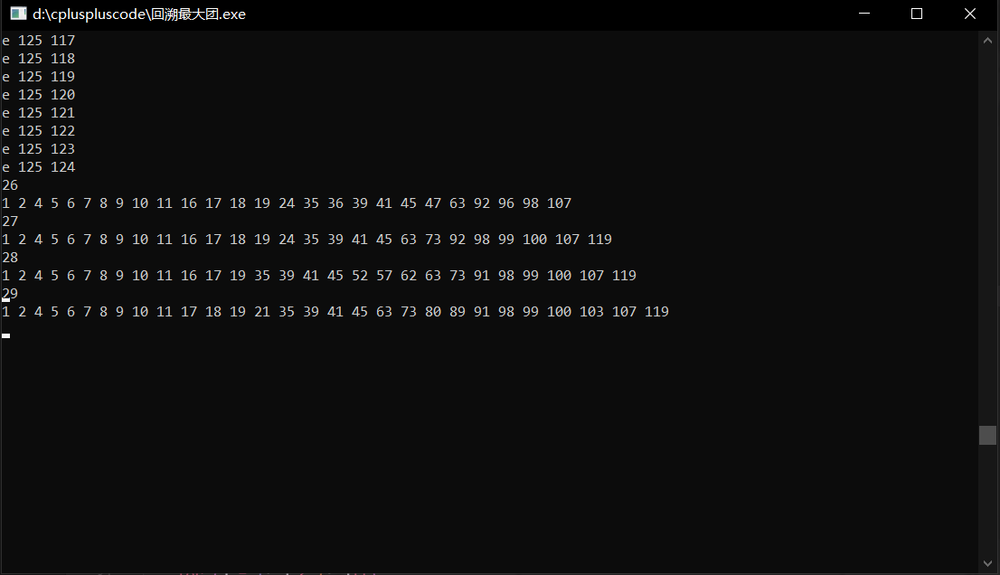 d:\cpluspluscode\回溯最大团.exe
e 125 117
e 125 118
e 125 119
e 125 120
e 125 121
e 125 122
e 125 123
e 125 124
26
1 2 4 5 6 7 8 9 10 11 16 17 18 19 24 35 36 39 41 45 47 63 92 96 98 107
27
1 2 4 5 6 7 8 9 10 11 16 17 18 19 24 35 39 41 45 63 73 92 98 99 100 107 119
28
1 2 4 5 6 7 8 9 10 11 16 17 19 35 39 41 45 52 57 62 63 73 91 98 99 100 107 119
29
1 2 4 5 6 7 8 9 10 11 17 18 19 21 35 39 41 45 63 73 80 89 91 98 99 100 103 107 119